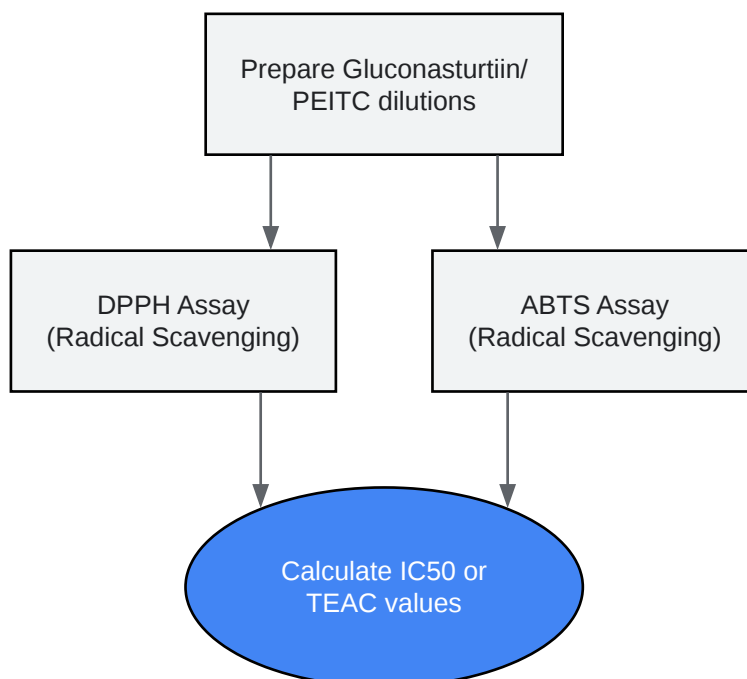 Prepare Gluconasturtiin/
PEITC dilutions
DPPH Assay
(Radical Scavenging)
ABTS Assay
(Radical Scavenging)
Calculate IC50 or
TEAC values